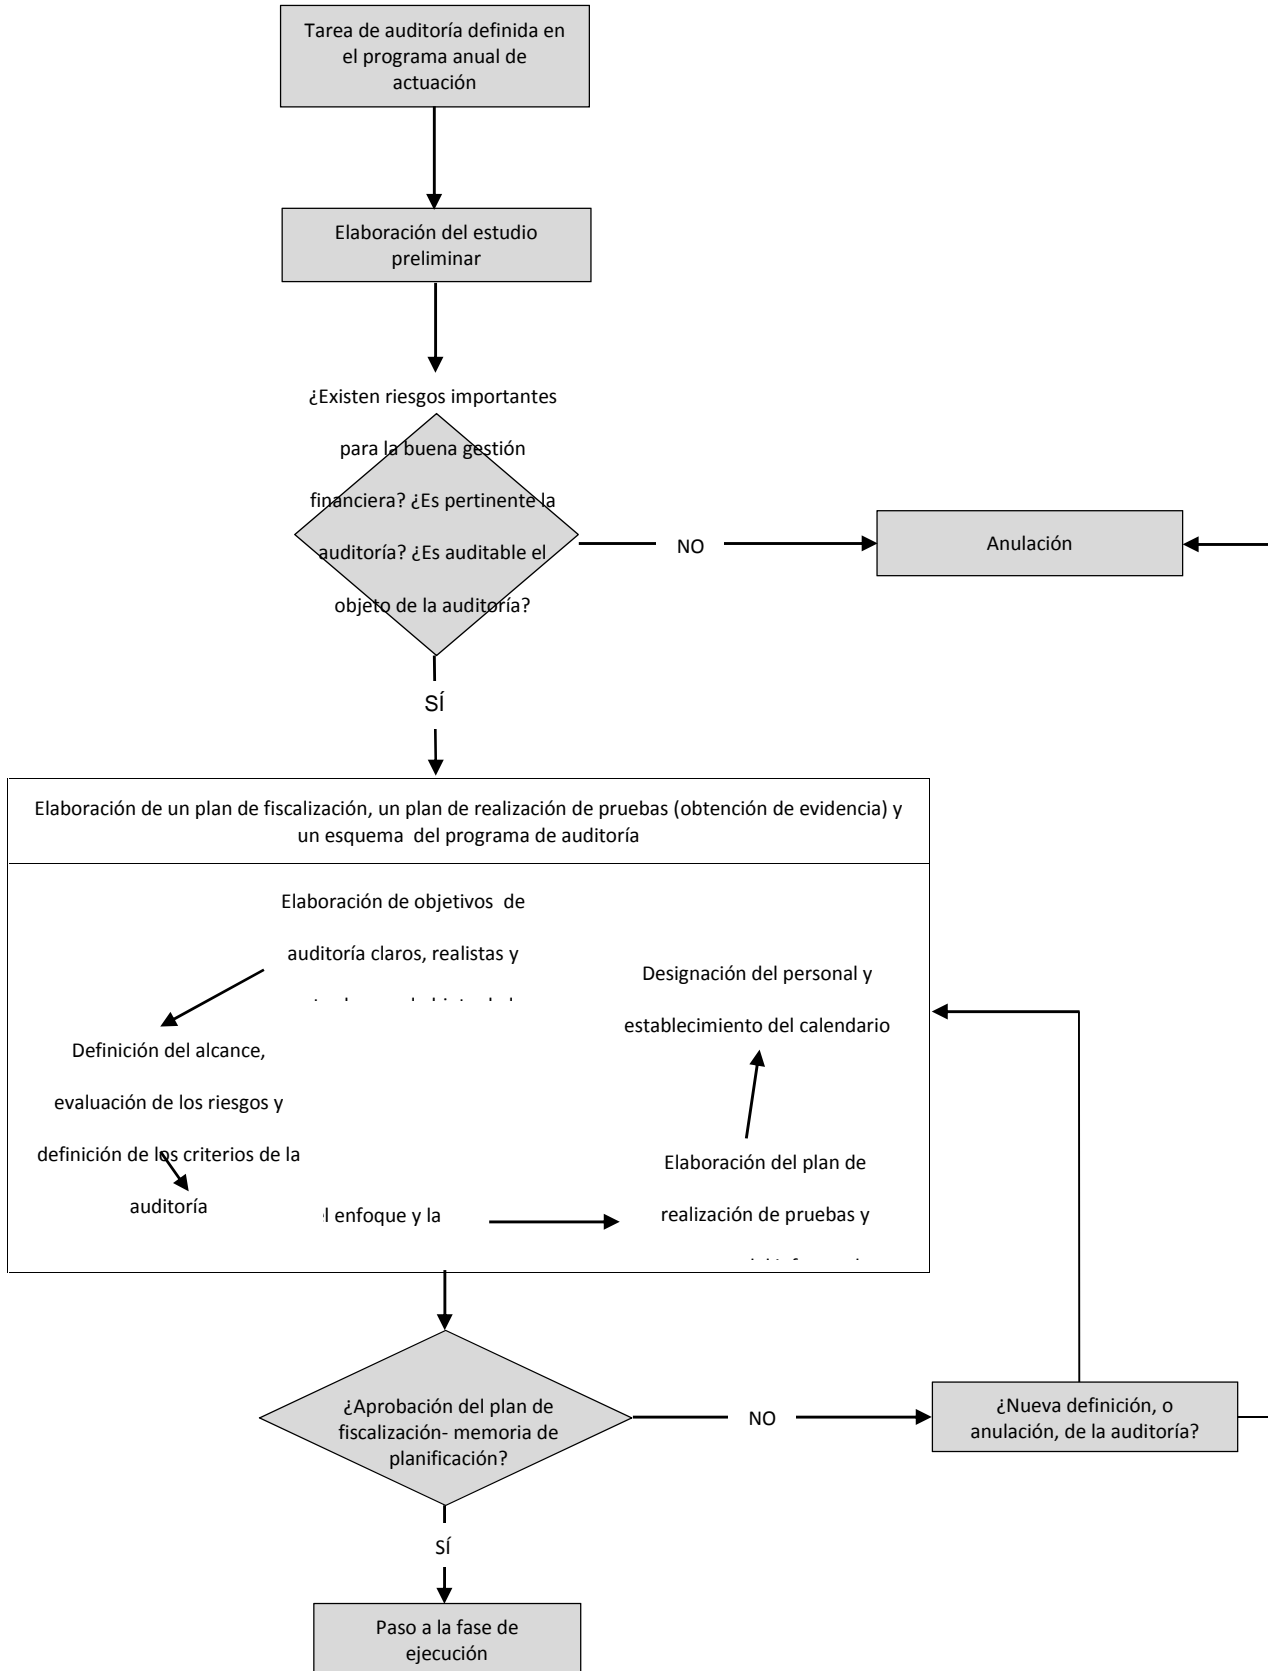 Tarea de auditoría definida en
el programa anual de
actuación
Elaboración del estudio
preliminar
¿Existen riesgos importantes
para la buena gestión
financiera? ¿Es pertinente la
auditoría? ¿Es auditable el
objeto de la auditoría?
NO
Anulación
SÍ
Elaboración de un plan de fiscalización, un plan de realización de pruebas (obtención de evidencia) y
un esquema del programa de auditoría
Elaboración de objetivos de
auditoría claros, realistas y
Designación del personal y
establecimiento del calendario
Definición del alcance,
evaluación de los riesgos y
definición de los criterios de la
auditoría
enfoque y la
Elaboración del plan de
realización de pruebas y
¿Aprobación del plan de
fiscalización- memoria de
planificación?
NO
¿Nueva definición, o
anulación, de la auditoría?
SÍ
Paso a la fase de
ejecución